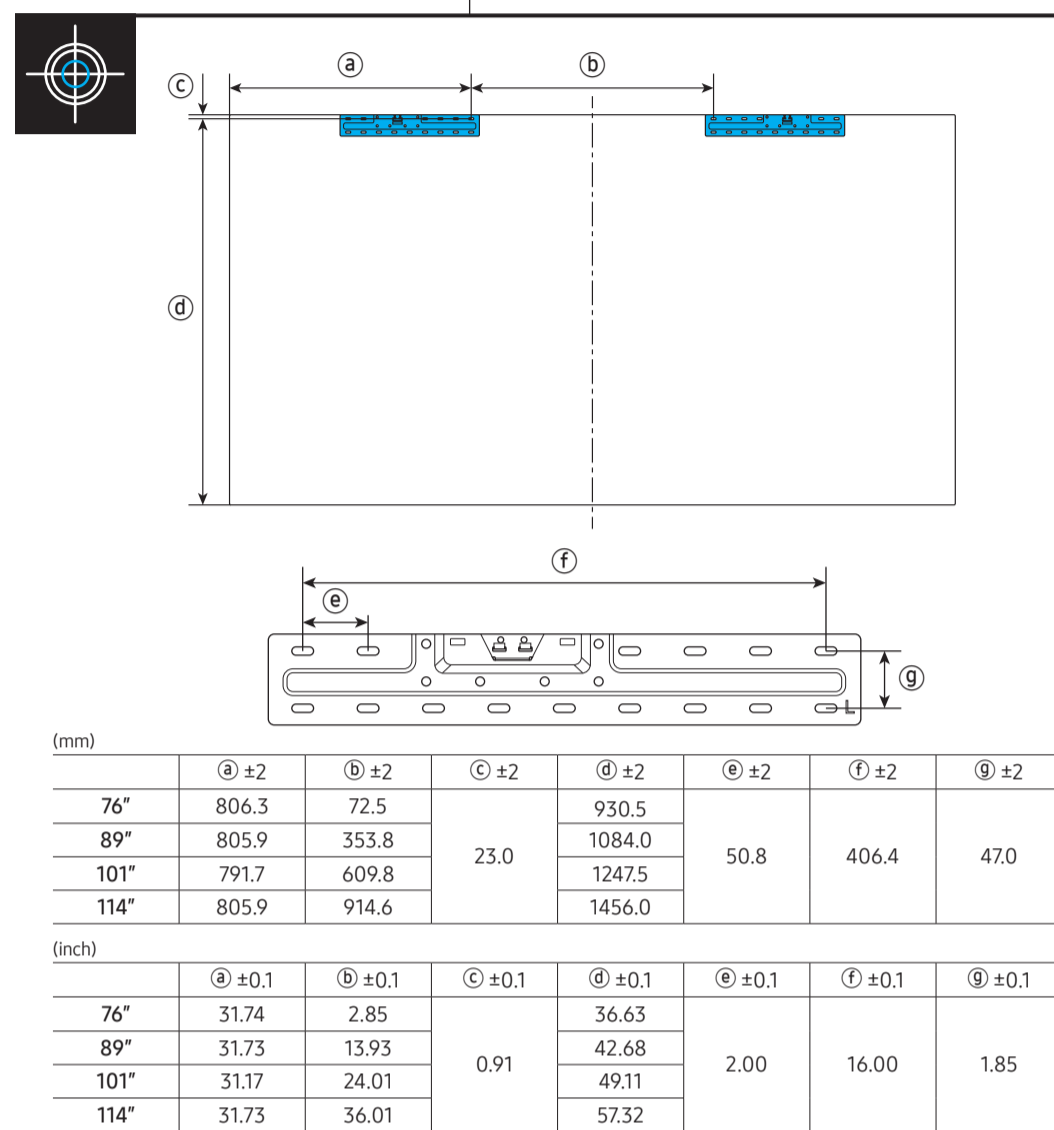 ⓐ ⓑ
ⓒ
ⓓ
ⓕ
ⓔ
ⓖ
L
(mm)
ⓐ ±2 ⓑ ±2 ⓒ ±2 ⓓ ±2 ⓔ ±2 ⓕ ±2 ⓖ ±2
76" 806.3 72.5 930.5
89" 805.9 353.8 1084.0
23.0 50.8 406.4 47.0
101" 791.7 609.8 1247.5
114" 805.9 914.6 1456.0
(inch)
ⓐ ±0.1 ⓑ ±0.1 ⓒ ±0.1 ⓓ ±0.1 ⓔ ±0.1 ⓕ ±0.1 ⓖ ±0.1
76" 31.74 2.85 36.63
89" 31.73 13.93 42.68
0.91 2.00 16.00 1.85
101" 31.17 24.01 49.11
114" 31.73 36.01 57.32